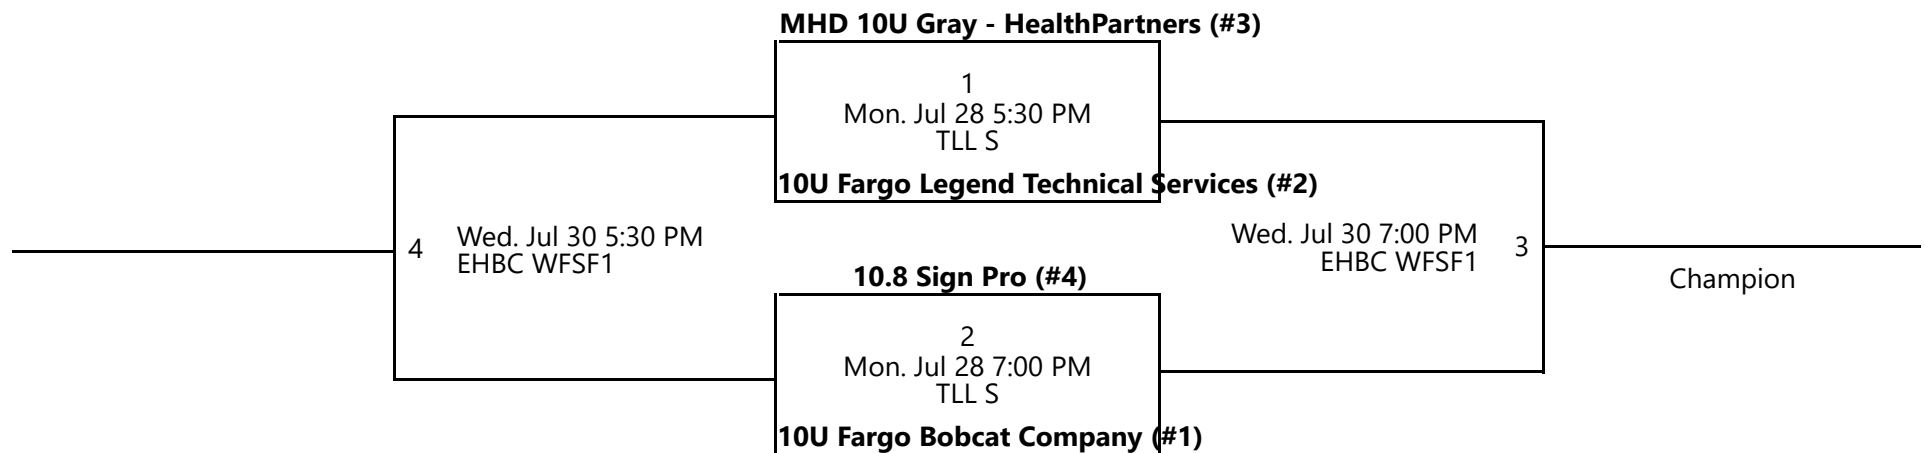 MHD 10U Gray - HealthPartners (#3)
1
Mon. Jul 28 5:30 PM
TLL S
10U Fargo Legend Technical Services (#2)
4
Wed. Jul 30 5:30 PM
EHBC WFSF1
Wed. Jul 30 7:00 PM
EHBC WFSF1
3
Champion
10.8 Sign Pro (#4)
2
Mon. Jul 28 7:00 PM
TLL S
10U Fargo Bobcat Company (#1)